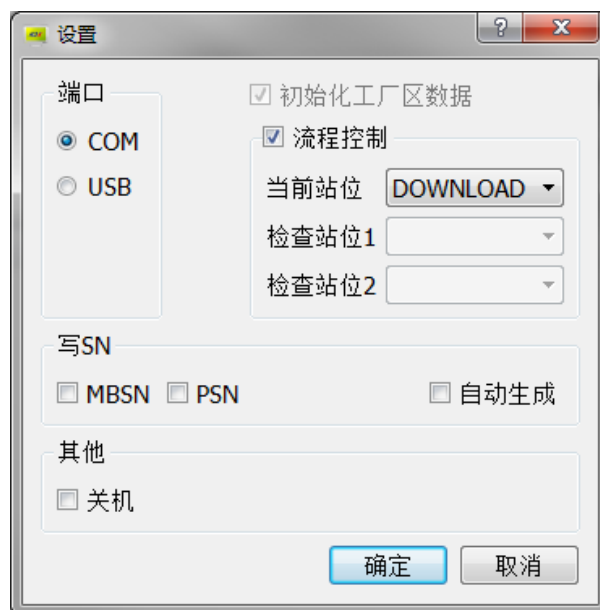 设置
端口
初始化工厂区数据
COM
流程控制
USB
当前站位 DOWNLOAD
检查站位1
检查站位2
写SN
MBSN PSN 自动生成
其他
关机
确定 取消